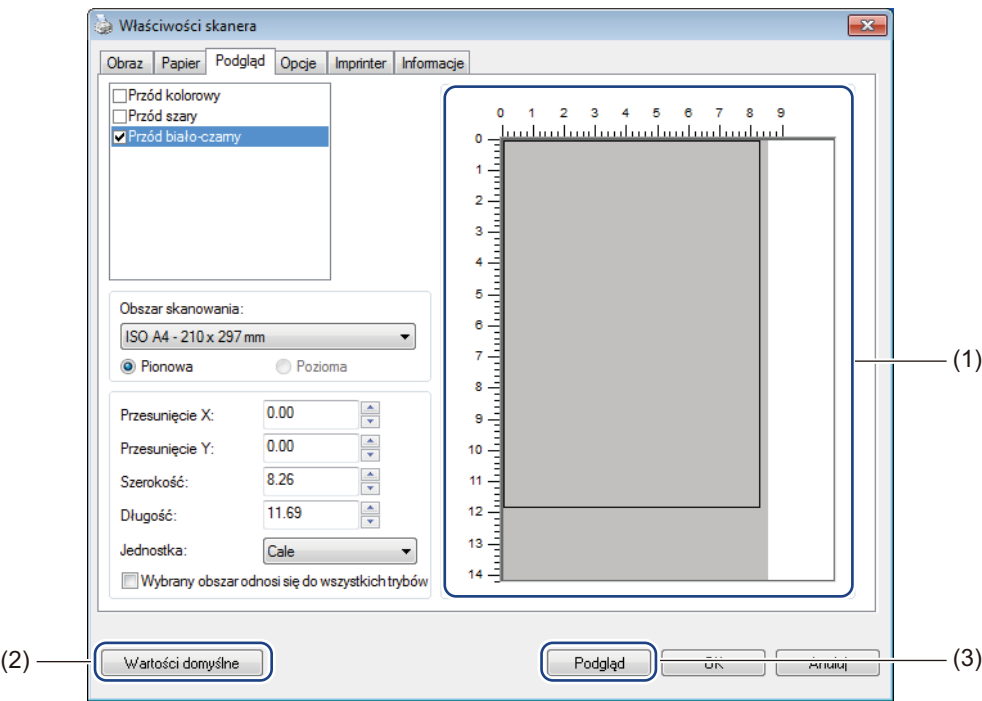 Właściwości skanera
Obraz Papier Podgląd Opcje Imprinter Informacje
Przód kolorowy
Przód szary
Przód biało-czarny
0 1 2 3 4 5 6 7 8 9
0
1
2
3
4
5
6
7
8
9
10
11
12
13
14
(1)
Obszar skanowania:
ISO A4 - 210 x 297 mm
Pionowa Pozioma
Przesunięcie X: 0.00
Przesunięcie Y: 0.00
Szerokość: 8.26
Długość: 11.69
Jednostka: Cale
Wybrany obszar odnosi się do wszystkich trybów
(2) Wartości domyślne Podgląd OK Anuluj (3)